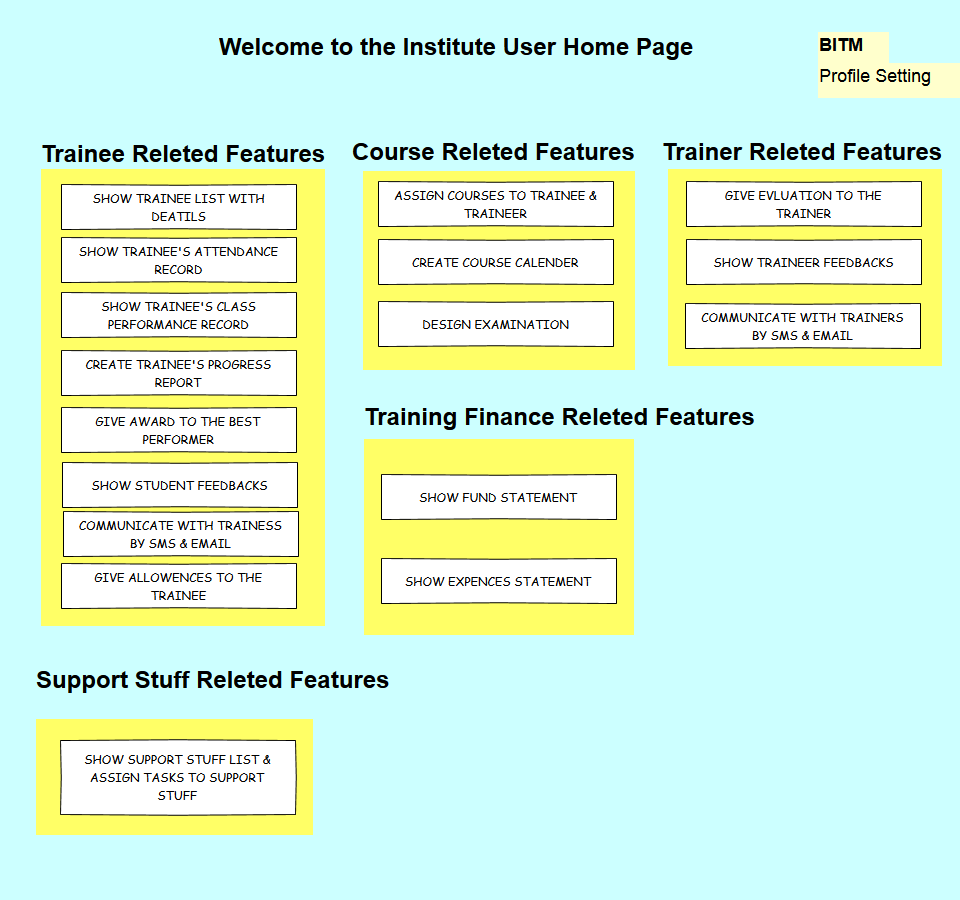 Welcome to the Institute User Home Page
BITM
Profile Setting
Trainee Releted Features
SHOW TRAINEE LIST WITH
DEATILS
SHOW TRAINEE'S ATTENDANCE
RECORD
SHOW TRAINEE'S CLASS
PERFORMANCE RECORD
CREATE TRAINEE'S PROGRESS
REPORT
GIVE AWARD TO THE BEST
PERFORMER
SHOW STUDENT FEEDBACKS
COMMUNICATE WITH TRAINESS
BY SMS & EMAIL
GIVE ALLOWENCES TO THE
TRAINEE
Course Releted Features
ASSIGN COURSES TO TRAINEE &
TRAINEER
CREATE COURSE CALENDER
DESIGN EXAMINATION
Trainer Releted Features
GIVE EVLUATION TO THE
TRAINER
SHOW TRAINEER FEEDBACKS
COMMUNICATE WITH TRAINERS
BY SMS & EMAIL
Training Finance Releted Features
SHOW FUND STATEMENT
SHOW EXPENCES STATEMENT
Support Stuff Releted Features
SHOW SUPPORT STUFF LIST &
ASSIGN TASKS TO SUPPORT
STUFF